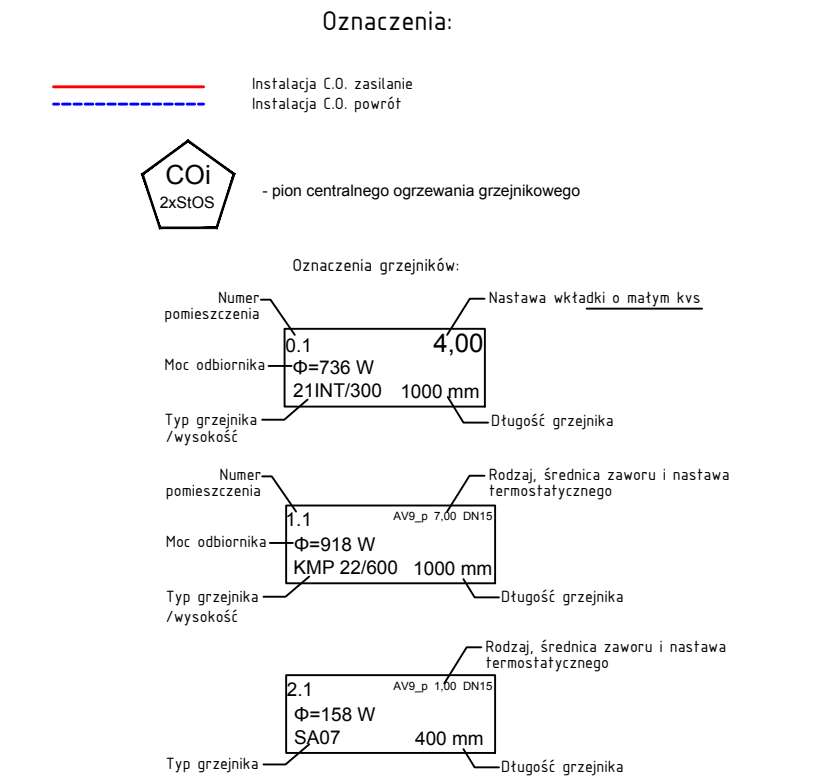 Oznaczenia:
Instalacja C.O. zasilanie
Instalacja C.O. powrót
COi
2xStOS
- pion centralnego ogrzewania grzejnikowego
Oznaczenia grzejników:
Numer
pomieszczenia
Nastawa wkładki o małym kvs
0.1 4,00
Moc odbiornika
Φ=736 W
21INT/300 1000 mm
Typ grzejnika
/wysokość
Długość grzejnika
Numer
pomieszczenia
Rodzaj, średnica zaworu i nastawa
termostatycznego
1.1 AV9_p 7,00 DN15
Moc odbiornika
Φ=918 W
KMP 22/600 1000 mm
Typ grzejnika
/wysokość
Długość grzejnika
Rodzaj, średnica zaworu i nastawa
termostatycznego
2.1 AV9_p 1,00 DN15
Φ=158 W
SA07 400 mm
Typ grzejnika
Długość grzejnika